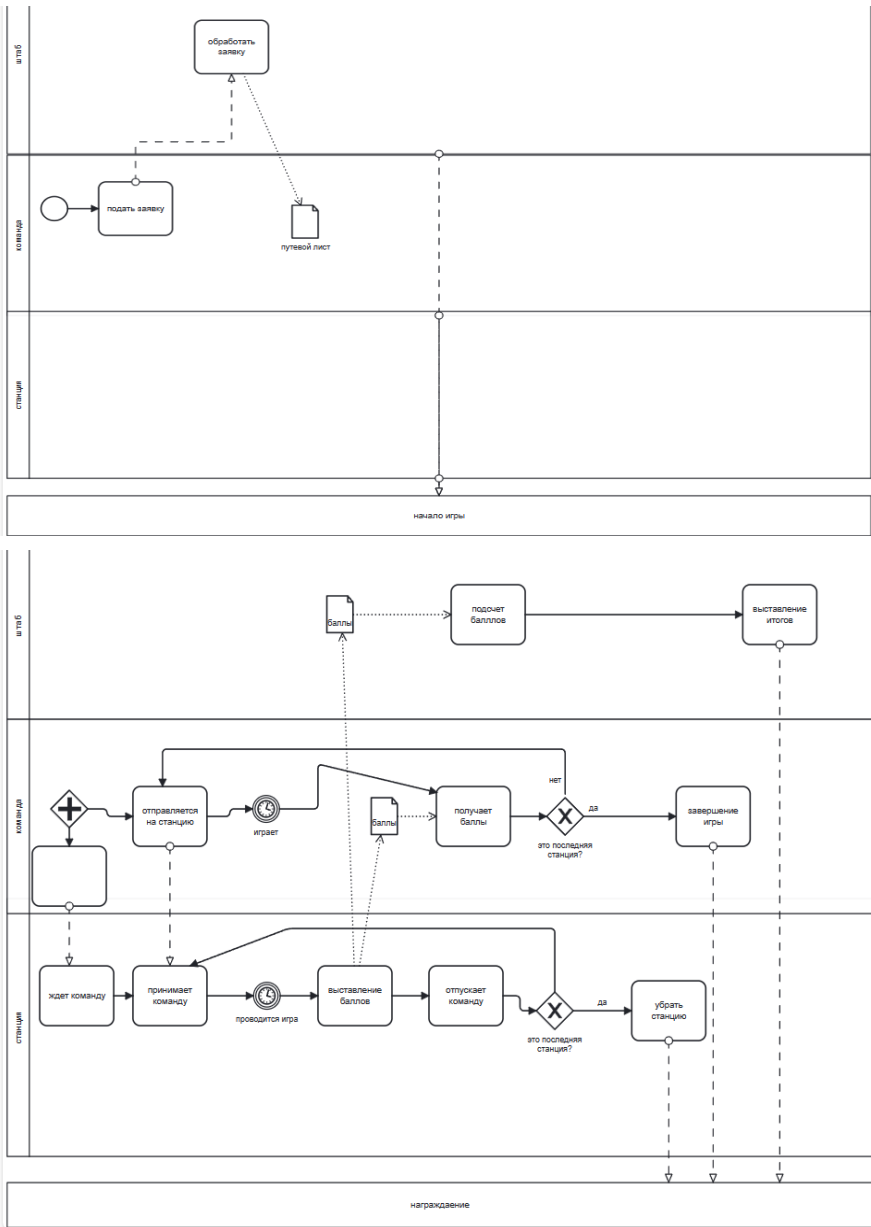 штаб
обработать
заявку
команда
подать заявку
путевой лист
станция
начало игры
штаб
баллы
подочет
балллов
выставление
итогов
команда
отправляется
на станцию
играет
баллы
получает
баллы
нет
да
это последняя
станция?
завершение
игры
станция
ждет команду
принимает
команду
проводится игра
выставление
баллов
отпускает
команду
да
это последняя
станция?
убрать
станцию
награждаение